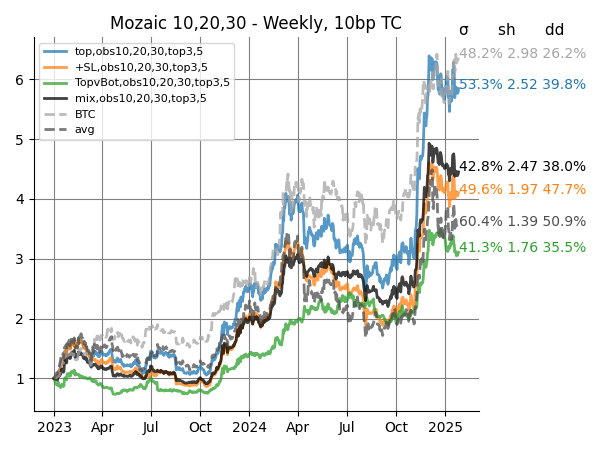 Mozaic 10,20,30 - Weekly, 10bp TC
σ sh dd
top,obs10,20,30,top3,5
+SL,obs10,20,30,top3,5
TopvBot,obs10,20,30,top3,5
mix,obs10,20,30,top3,5
BTC
avg
48.2% 2.98 26.2%
53.3% 2.52 39.8%
42.8% 2.47 38.0%
49.6% 1.97 47.7%
60.4% 1.39 50.9%
41.3% 1.76 35.5%
6
5
4
3
2
1
2023 Apr Jul Oct 2024 Apr Jul Oct 2025